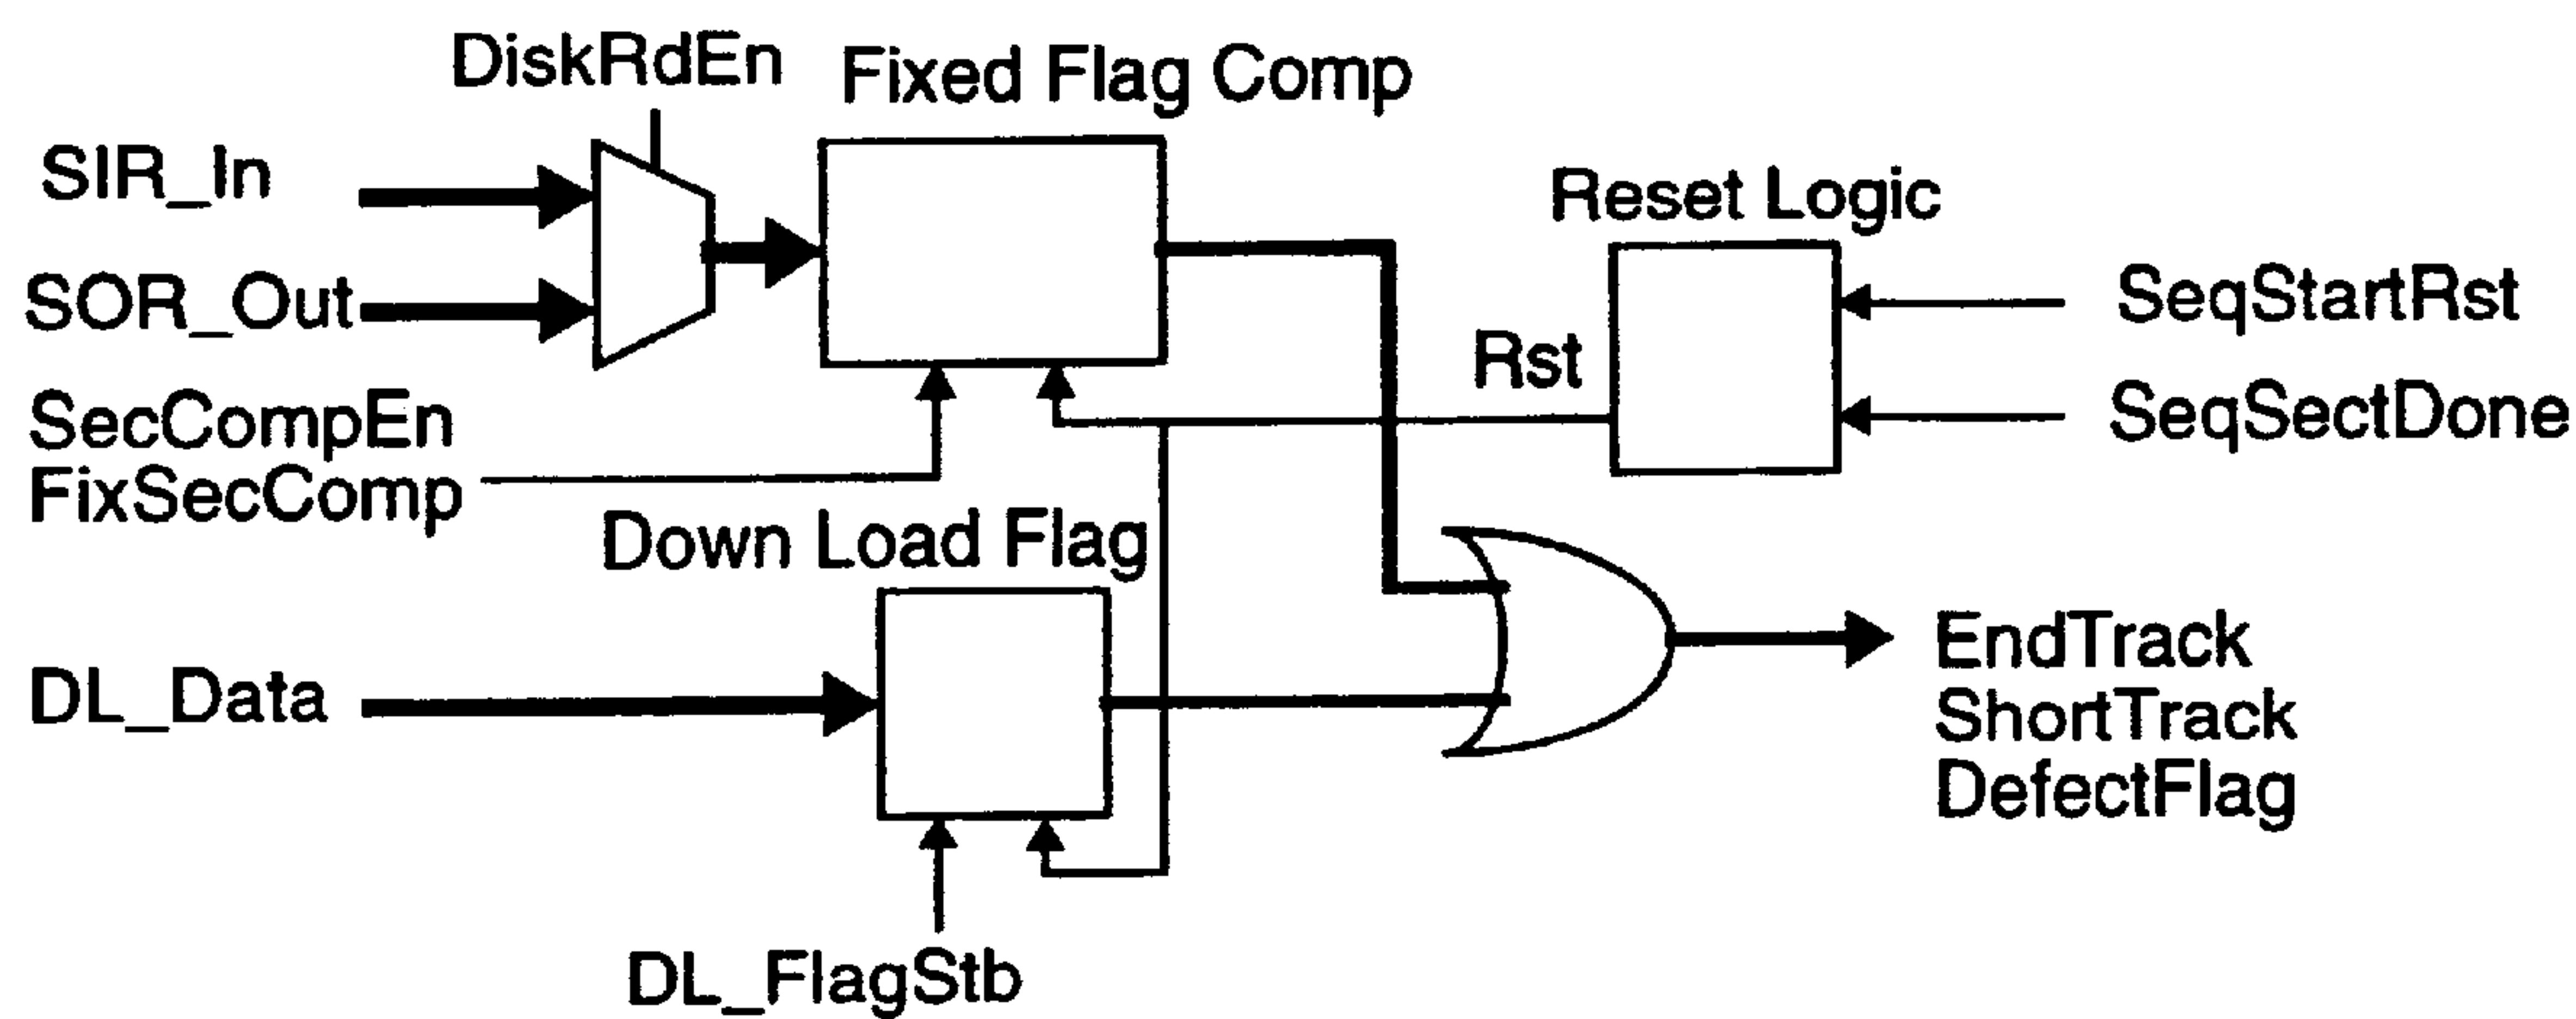 DiskRdEn
Fixed Flag Comp
SIR_In
Reset Logic
SOR_Out
SeqStartRst
Rst
SecCompEn
SeqSectDone
FixSecComp
Down Load Flag
EndTrack
DL_Data
ShortTrack
DefectFlag
DL_FlagStb